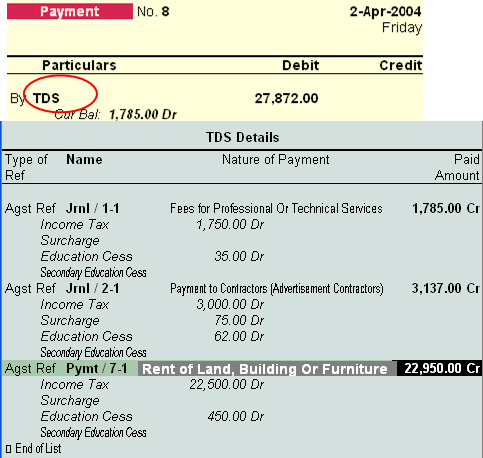 Payment No. 8 2-Apr-2004
Friday
Particulars Debit Credit
By TDS 27,872.00
Cur Bal: 1,785.00 Dr
TDS Details
Type of Name Nature of Payment Paid
Ref Amount
Agst Ref Jrnl / 1-1 Fees for Professional Or Technical Services 1,785.00 Cr
Income Tax 1,750.00 Dr
Surcharge
Education Cess 35.00 Dr
Secondary Education Cess
Agst Ref Jrnl / 2-1 Payment to Contractors (Advertisement Contractors) 3,137.00 Cr
Income Tax 3,000.00 Dr
Surcharge 75.00 Dr
Education Cess 62.00 Dr
Secondary Education Cess
Agst Ref Pymt / 7-1 Rent of Land, Building Or Furniture 22,950.00 Cr
Income Tax 22,500.00 Dr
Surcharge
Education Cess 450.00 Dr
Secondary Education Cess
□ End of List